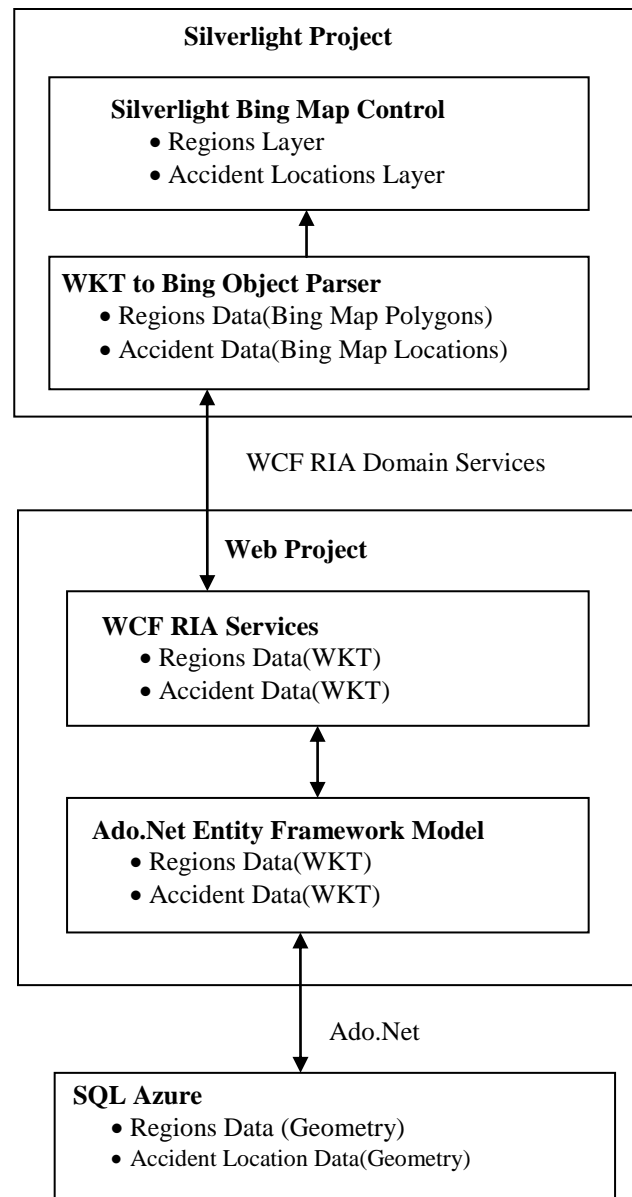 Silverlight Project
Silverlight Bing Map Control
• Regions Layer
• Accident Locations Layer
WKT to Bing Object Parser
• Regions Data(Bing Map Polygons)
• Accident Data(Bing Map Locations)
WCF RIA Domain Services
Web Project
WCF RIA Services
• Regions Data(WKT)
• Accident Data(WKT)
Ado.Net Entity Framework Model
• Regions Data(WKT)
• Accident Data(WKT)
Ado.Net
SQL Azure
• Regions Data (Geometry)
• Accident Location Data(Geometry)